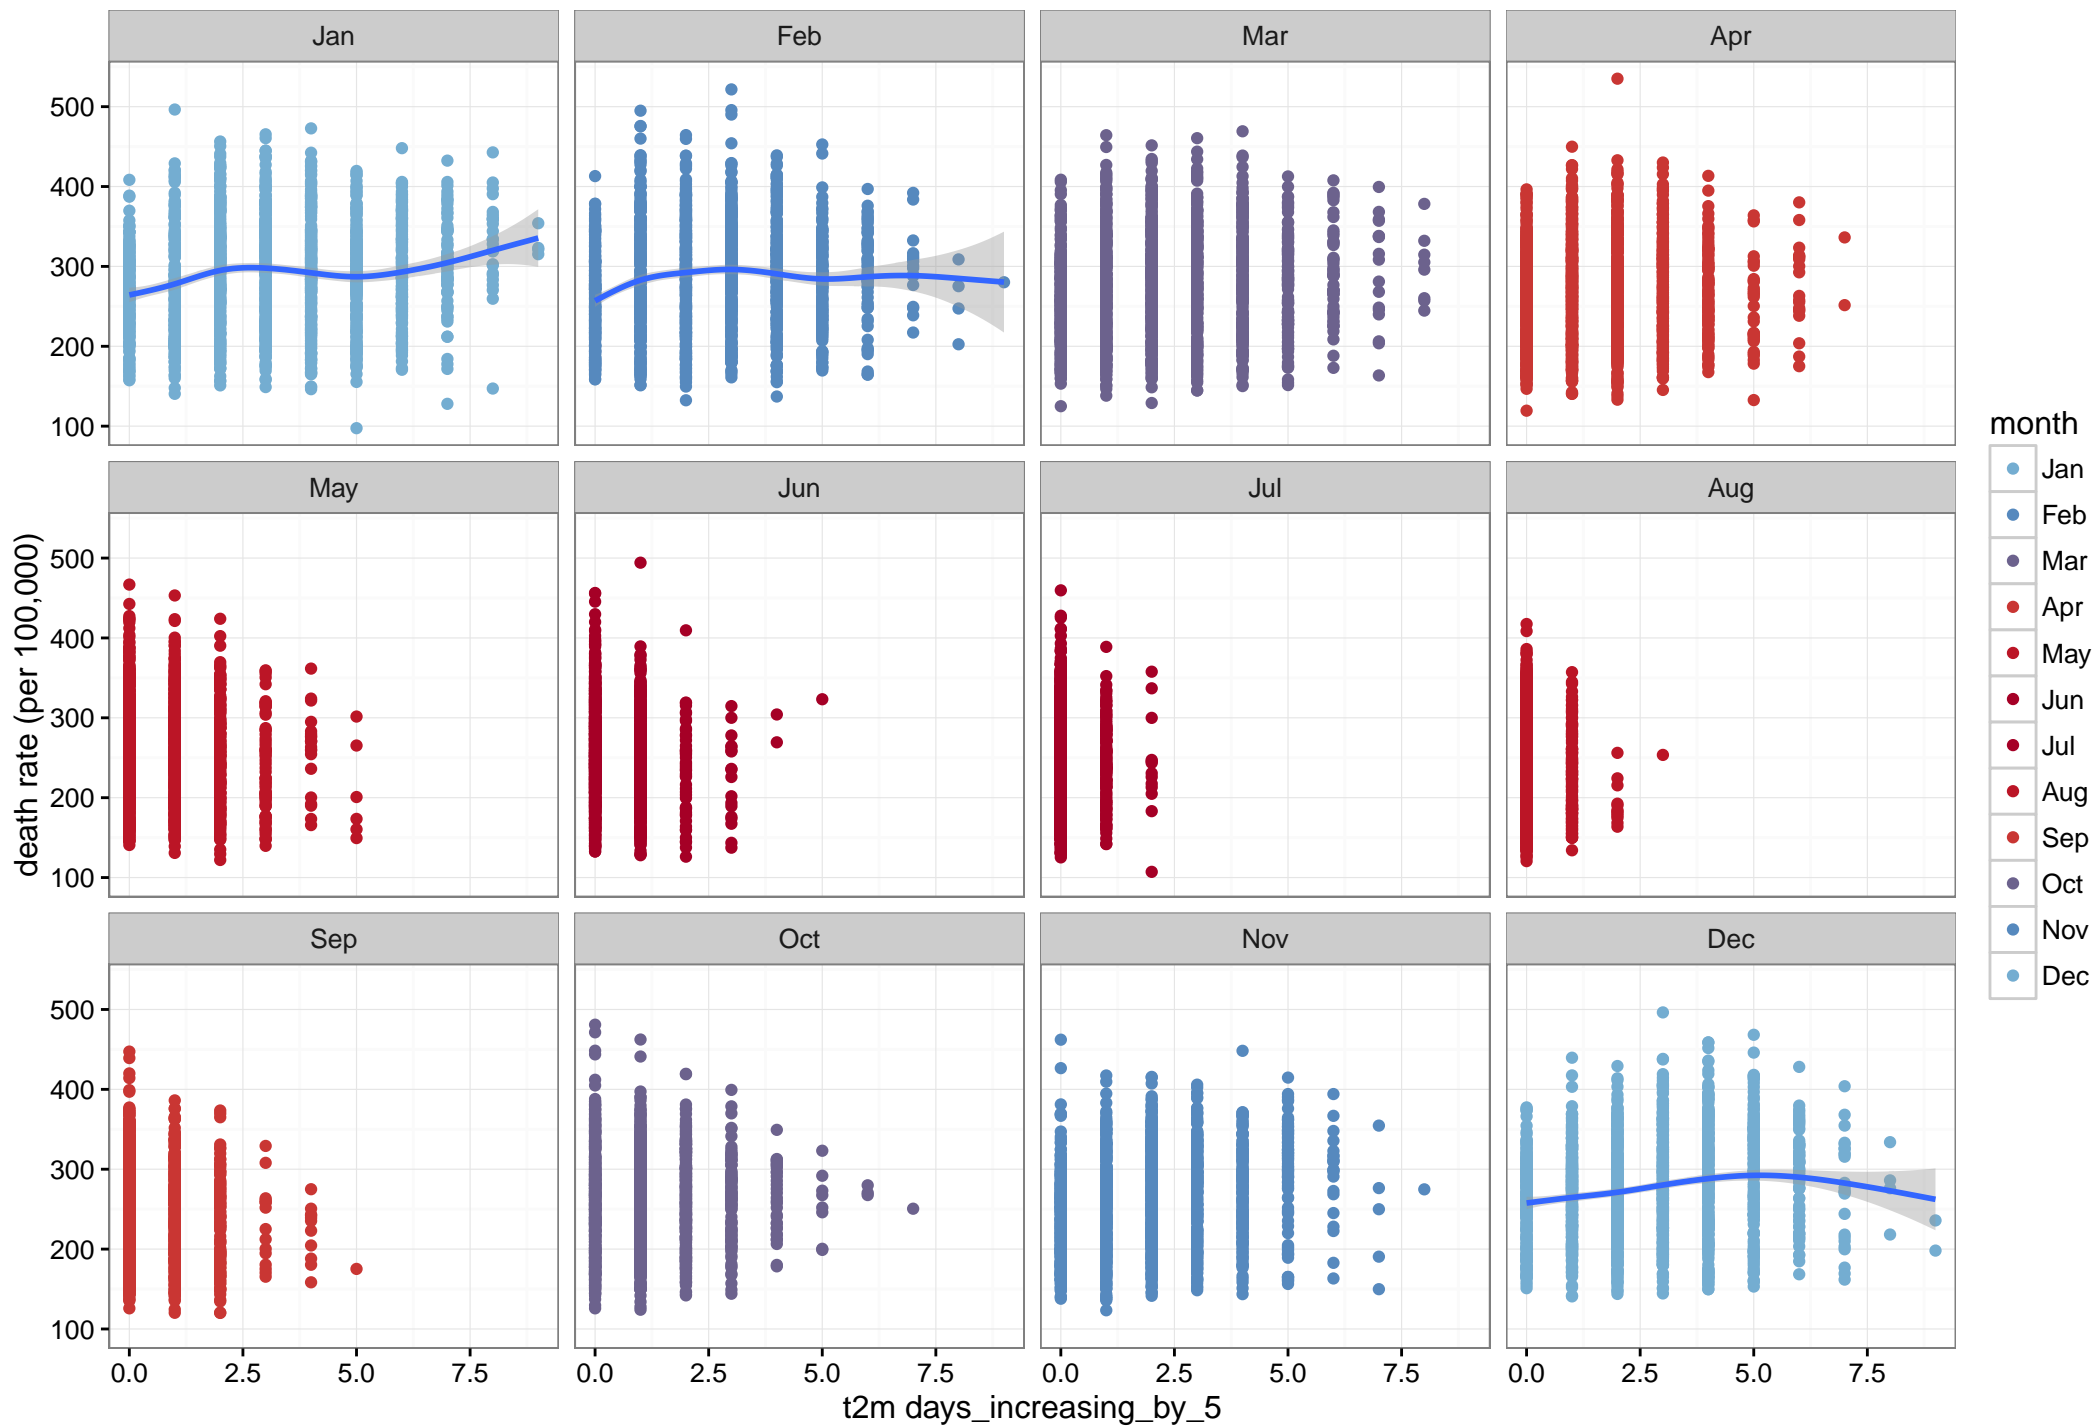 Jan Feb Mar Apr
500
400
300
200
100
May Jun Jul Aug
500
400
300
200
100
Sep Oct Nov Dec
500
400
300
200
100
0.0 2.5 5.0 7.5 0.0 2.5 5.0 7.5 0.0 2.5 5.0 7.5 0.0 2.5 5.0 7.5
t2m days_increasing_by_5
death rate (per 100,000)
month
Jan
Feb
Mar
Apr
May
Jun
Jul
Aug
Sep
Oct
Nov
Dec